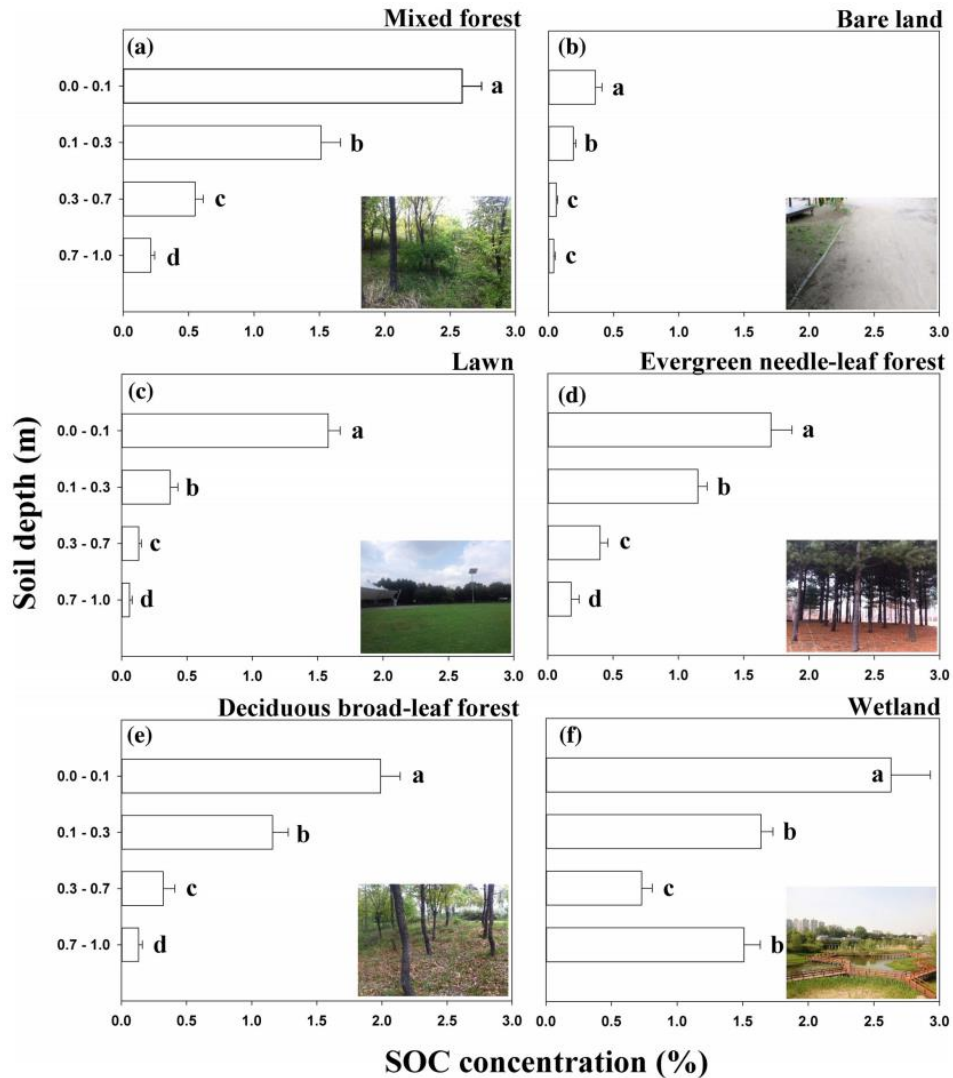 Mixed forest
(a)
0.0 - 0.1
a
0.1 - 0.3
b
0.3 - 0.7
c
0.7 - 1.0
d
0.0 0.5 1.0 1.5 2.0 2.5 3.0
Bare land
(b)
a
b
c
c
0.0 0.5 1.0 1.5 2.0 2.5 3.0
Lawn
(c)
0.0 - 0.1
a
0.1 - 0.3
b
0.3 - 0.7
c
0.7 - 1.0
d
0.0 0.5 1.0 1.5 2.0 2.5 3.0
Evergreen needle-leaf forest
(d)
a
b
c
d
0.0 0.5 1.0 1.5 2.0 2.5 3.0
Soil depth (m)
Deciduous broad-leaf forest
(e)
0.0 - 0.1
a
0.1 - 0.3
b
0.3 - 0.7
c
0.7 - 1.0
d
0.0 0.5 1.0 1.5 2.0 2.5 3.0
Wetland
(f)
a
b
c
b
0.0 0.5 1.0 1.5 2.0 2.5 3.0
SOC concentration (%)